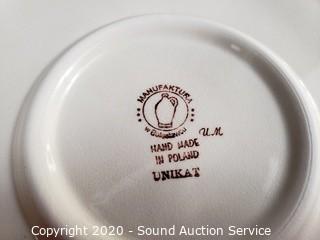 MANUFAKTURA
w Bolesławcu
U.M
HAND MADE
IN POLAND
UNIKAT
Copyright 2020 - Sound Auction Service